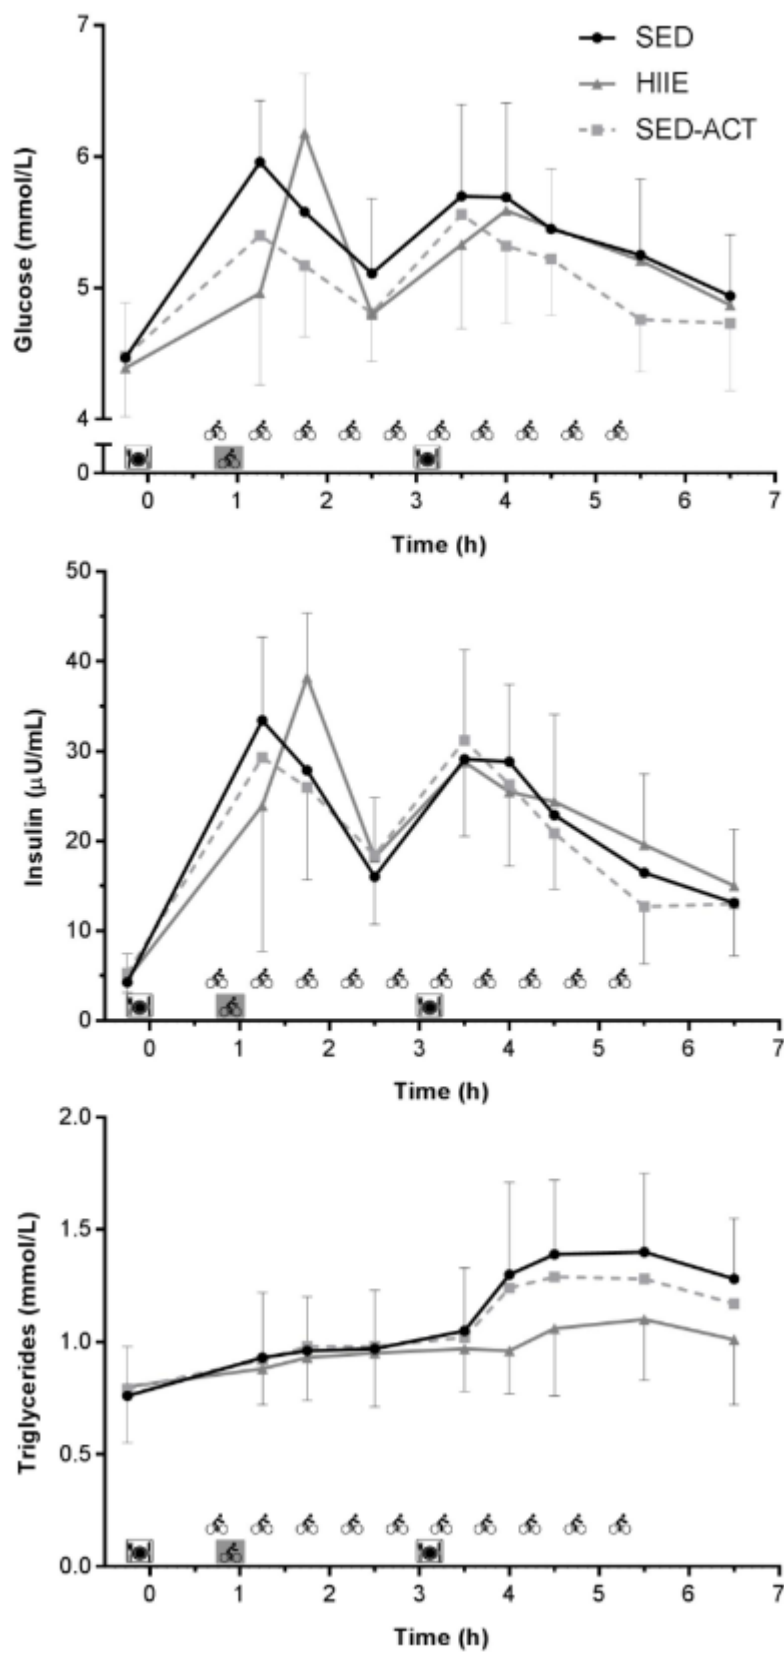 7
SED
HIIE
SED-ACT
6
Glucose (mmol/L)
5
4
0
0 1 2 3 4 5 6 7
Time (h)
50
40
30
Insulin (μU/mL)
20
10
0
0 1 2 3 4 5 6 7
Time (h)
2.0
1.5
Triglycerides (mmol/L)
1.0
0.5
0.0
0 1 2 3 4 5 6 7
Time (h)